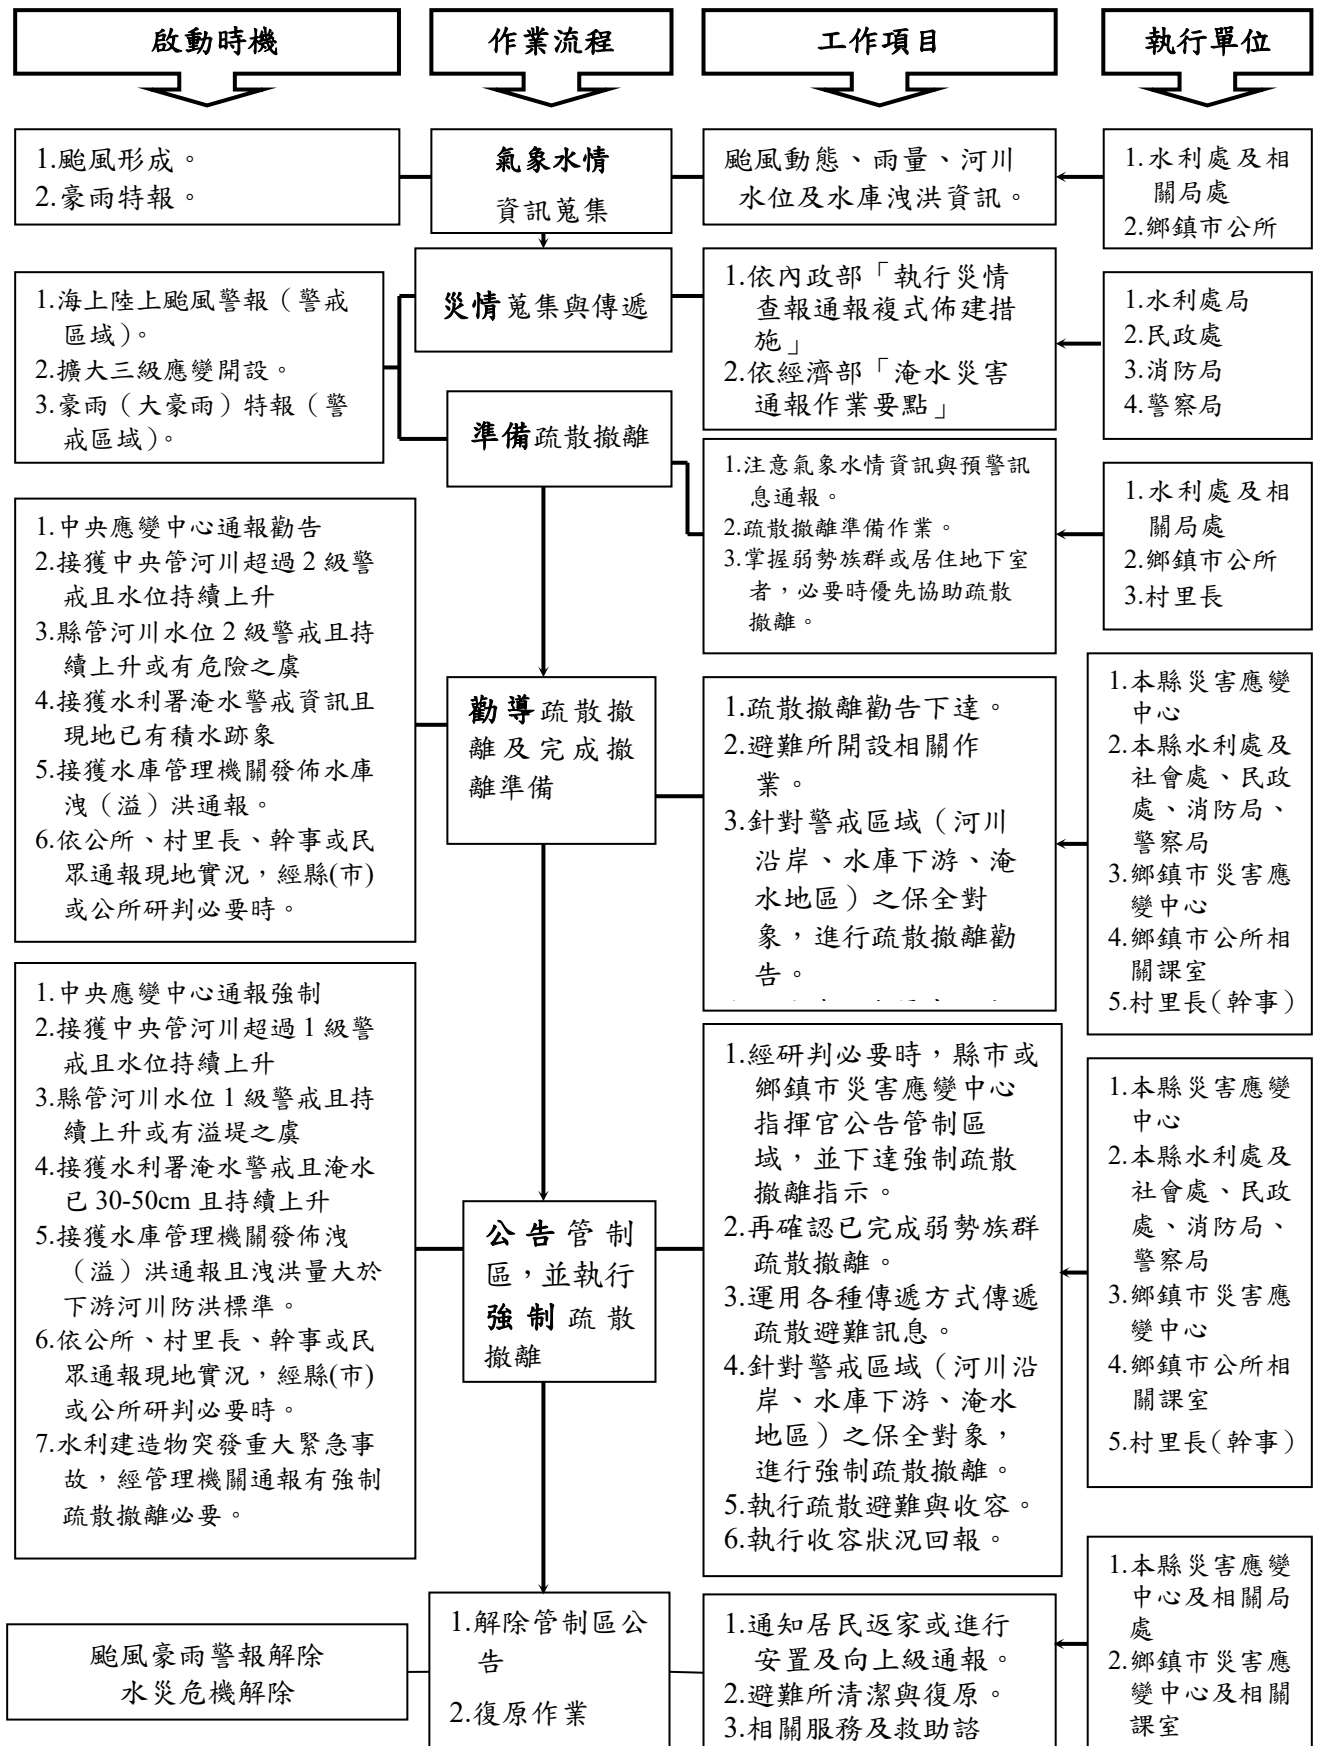 啟動時機
作業流程
工作項目
執行單位
1.颱風形成。
2.豪雨特報。
氣象水情
資訊蒐集
颱風動態、雨量、河川
水位及水庫洩洪資訊。
1.水利處及相
關局處
2.鄉鎮市公所
1.海上陸上颱風警報（警戒
區域）。
2.擴大三級應變開設。
3.豪雨（大豪雨）特報（警
戒區域）。
災情蒐集與傳遞
1.依內政部「執行災情
查報通報複式佈建措
施」
2.依經濟部「淹水災害
通報作業要點」
1.水利處局
2.民政處
3.消防局
4.警察局
準備疏散撤離
1.注意氣象水情資訊與預警訊
息通報。
2.疏散撤離準備作業。
3.掌握弱勢族群或居住地下室
者，必要時優先協助疏散
撤離。
1.水利處及相
關局處
2.鄉鎮市公所
3.村里長
1.中央應變中心通報勸告
2.接獲中央管河川超過 2 級警
戒且水位持續上升
3.縣管河川水位 2 級警戒且持
續上升或有危險之虞
4.接獲水利署淹水警戒資訊且
現地已有積水跡象
5.接獲水庫管理機關發佈水庫
洩（溢）洪通報。
6.依公所、村里長、幹事或民
眾通報現地實況，經縣(市)
或公所研判必要時。
勸導疏散撤
離及完成撤
離準備
1.疏散撤離勸告下達。
2.避難所開設相關作
業。
3.針對警戒區域（河川
沿岸、水庫下游、淹
水地區）之保全對
象，進行疏散撤離勸
告。
1.本縣災害應變
中心
2.本縣水利處及
社會處、民政
處、消防局、
警察局
3.鄉鎮市災害應
變中心
4.鄉鎮市公所相
關課室
5.村里長(幹事)
1.中央應變中心通報強制
2.接獲中央管河川超過 1 級警
戒且水位持續上升
3.縣管河川水位 1 級警戒且持
續上升或有溢堤之虞
4.接獲水利署淹水警戒且淹水
已 30-50cm 且持續上升
5.接獲水庫管理機關發佈洩
（溢）洪通報且洩洪量大於
下游河川防洪標準。
6.依公所、村里長、幹事或民
眾通報現地實況，經縣(市)
或公所研判必要時。
7.水利建造物突發重大緊急事
故，經管理機關通報有強制
疏散撤離必要。
公告管制
區，並執行
強制疏散
撤離
1.經研判必要時，縣市或
鄉鎮市災害應變中心
指揮官公告管制區
域，並下達強制疏散
撤離指示。
2.再確認已完成弱勢族群
疏散撤離。
3.運用各種傳遞方式傳遞
疏散避難訊息。
4.針對警戒區域（河川沿
岸、水庫下游、淹水
地區）之保全對象，
進行強制疏散撤離。
5.執行疏散避難與收容。
6.執行收容狀況回報。
1.本縣災害應變
中心
2.本縣水利處及
社會處、民政
處、消防局、
警察局
3.鄉鎮市災害應
變中心
4.鄉鎮市公所相
關課室
5.村里長(幹事)
颱風豪雨警報解除
水災危機解除
1.解除管制區公
告
2.復原作業
1.通知居民返家或進行
安置及向上級通報。
2.避難所清潔與復原。
3.相關服務及救助諮
1.本縣災害應變
中心及相關局
處
2.鄉鎮市災害應
變中心及相關
課室